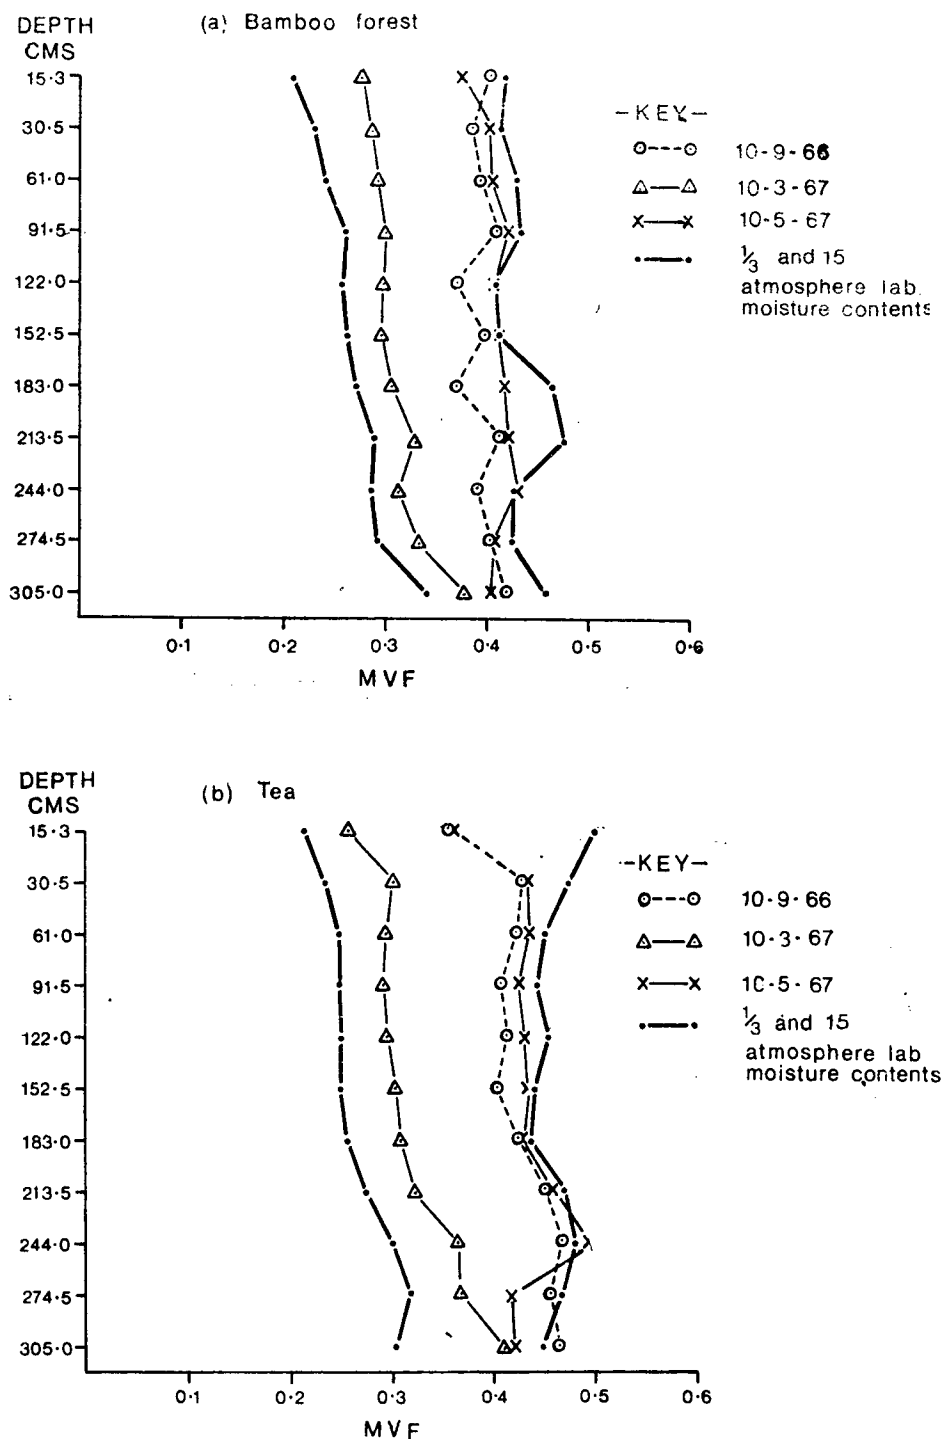 DEPTH
CMS
(a) Bamboo forest
15·3
30·5
61·0
91·5
122·0
152·5
183·0
213·5
244·0
274·5
305·0
0·1 0·2 0·3 0·4 0·5 0·6
MVF
-KEY-
10-9-66
10-3-67
10-5-67
⅓ and 15
atmosphere lab.
moisture contents
DEPTH
CMS
(b) Tea
15·3
30·5
61·0
91·5
122·0
152·5
183·0
213·5
244·0
274·5
305·0
0·1 0·2 0·3 0·4 0·5 0·6
MVF
-KEY-
10-9-66
10-3-67
10-5-67
⅓ and 15
atmosphere lab
moisture contents